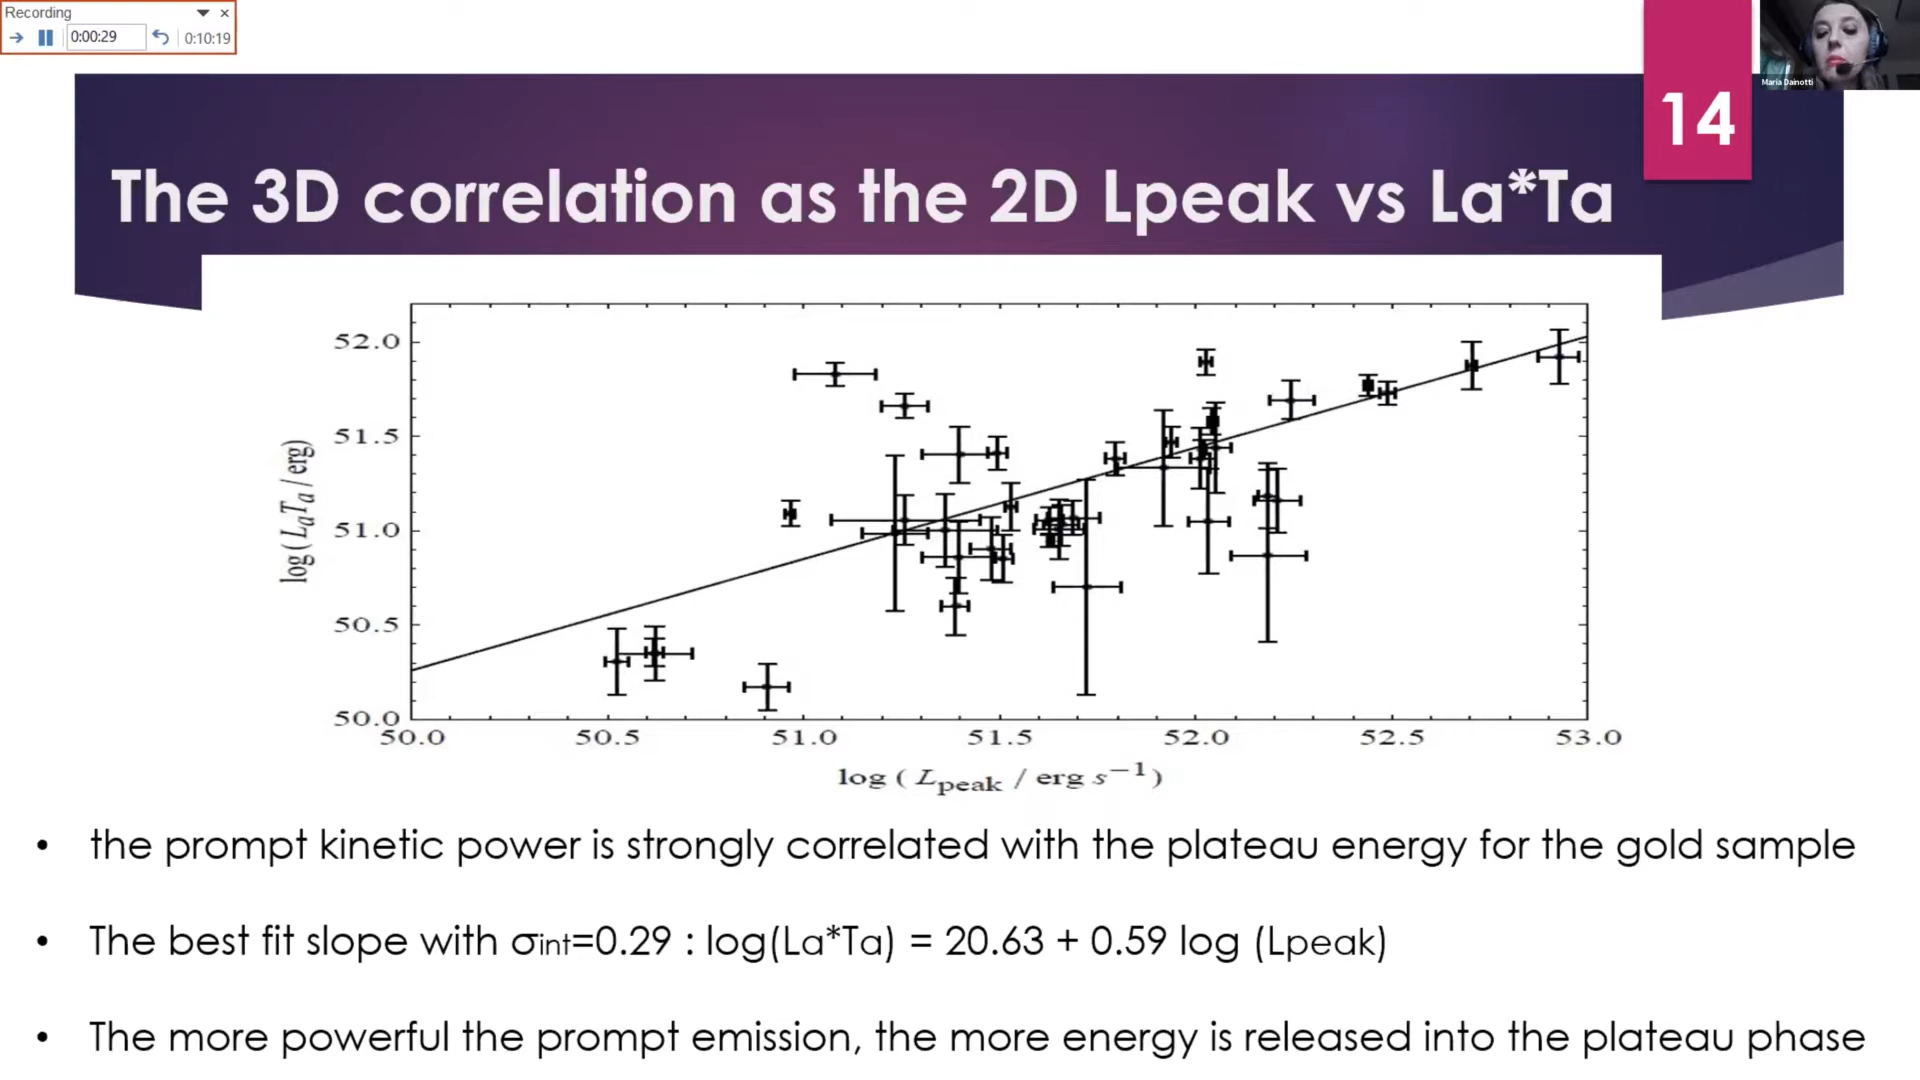 Recording
0:00:29
0:10:19
Maria Dainotti
14
The 3D correlation as the 2D Lpeak vs La*Ta
log(LaTa / erg)
52.0
51.5
51.0
50.5
50.0
50.0 50.5 51.0 51.5 52.0 52.5 53.0
log ( Lpeak / erg s⁻¹)
• the prompt kinetic power is strongly correlated with the plateau energy for the gold sample
• The best fit slope with σint=0.29 : log(La*Ta) = 20.63 + 0.59 log (Lpeak)
• The more powerful the prompt emission, the more energy is released into the plateau phase